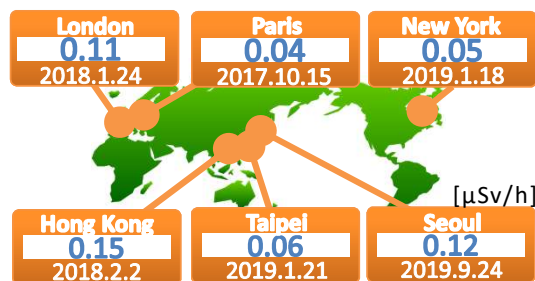 London
0.11
2018.1.24
Paris
0.04
2017.10.15
New York
0.05
2019.1.18
[μSv/h]
Hong Kong
0.15
2018.2.2
Taipei
0.06
2019.1.21
Seoul
0.12
2019.9.24